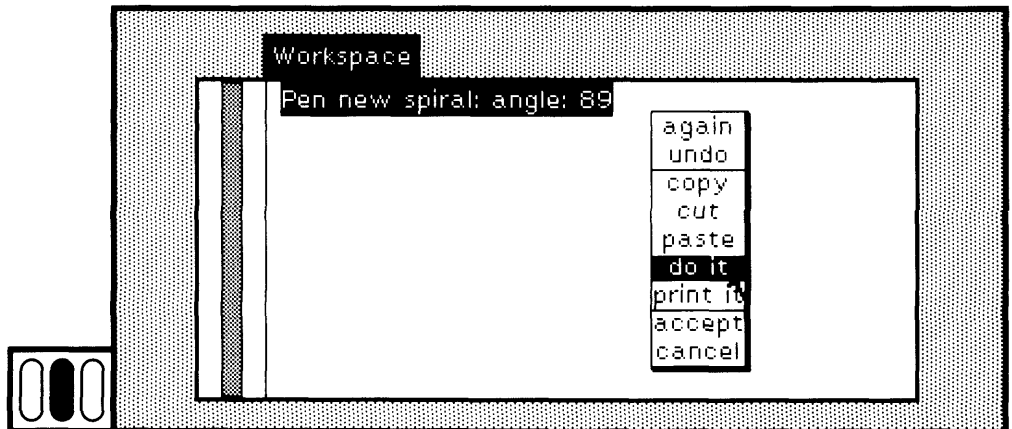 Workspace
Pen new spiral: angle: 89
again
undo
copy
cut
paste
do it
print it
accept
cancel